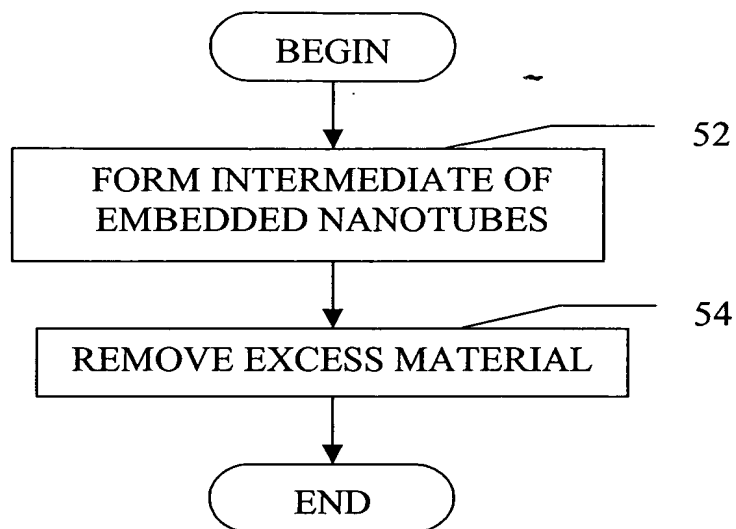 BEGIN
52
FORM INTERMEDIATE OF
EMBEDDED NANOTUBES
54
REMOVE EXCESS MATERIAL
END